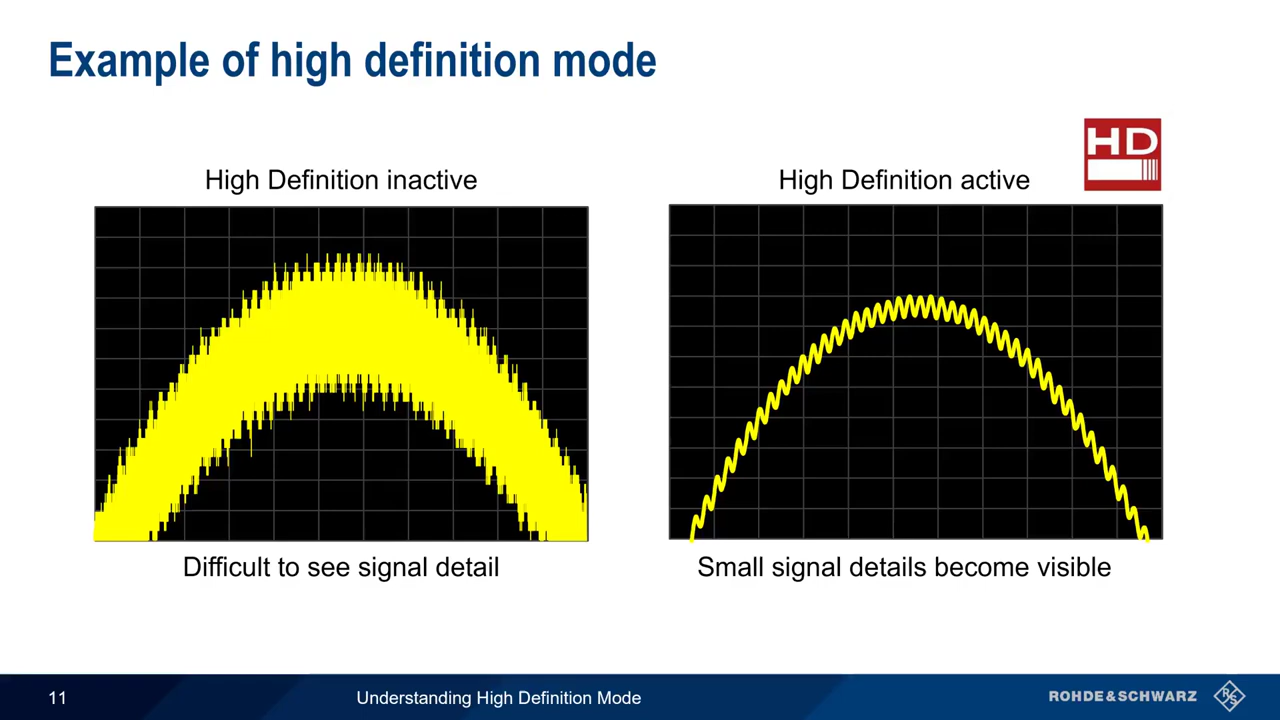 Example of high definition mode
High Definition inactive
High Definition active
HD
Difficult to see signal detail
Small signal details become visible
11
Understanding High Definition Mode
ROHDE & SCHWARZ
R
S